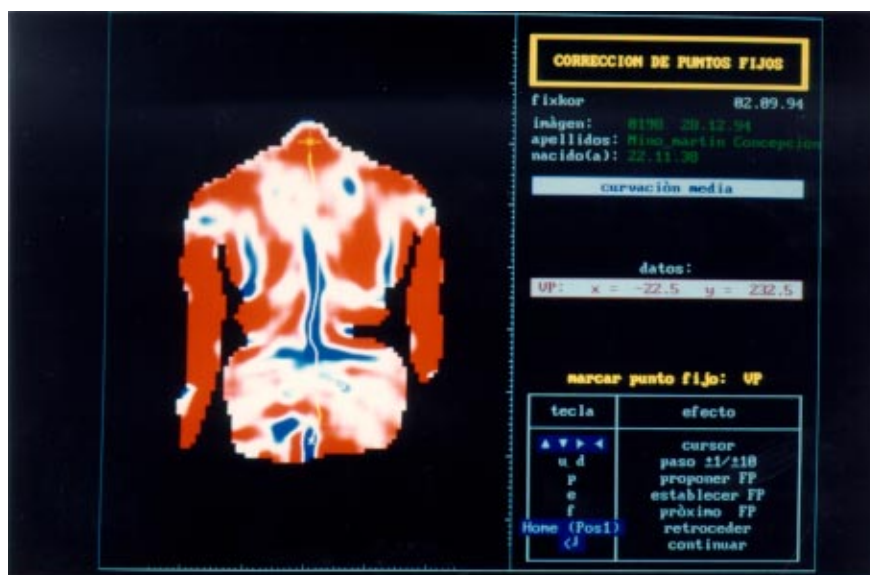 CORRECCION DE PUNTOS FIJOS
fixkor 02.09.94
imàgen: 0190 20.12.94
apellidos: Mino_martin Concepcion
nacido(a): 22.11.30
curvaciòn media
datos:
VP: x = -22.5 y = 232.5
marcar punto fijo: VP
tecla efecto
▲ ▼ ► ◄ cursor
u d paso ±1/±10
p proponer FP
e establecer FP
f pròximo FP
Home (Pos1) retroceder
continuar